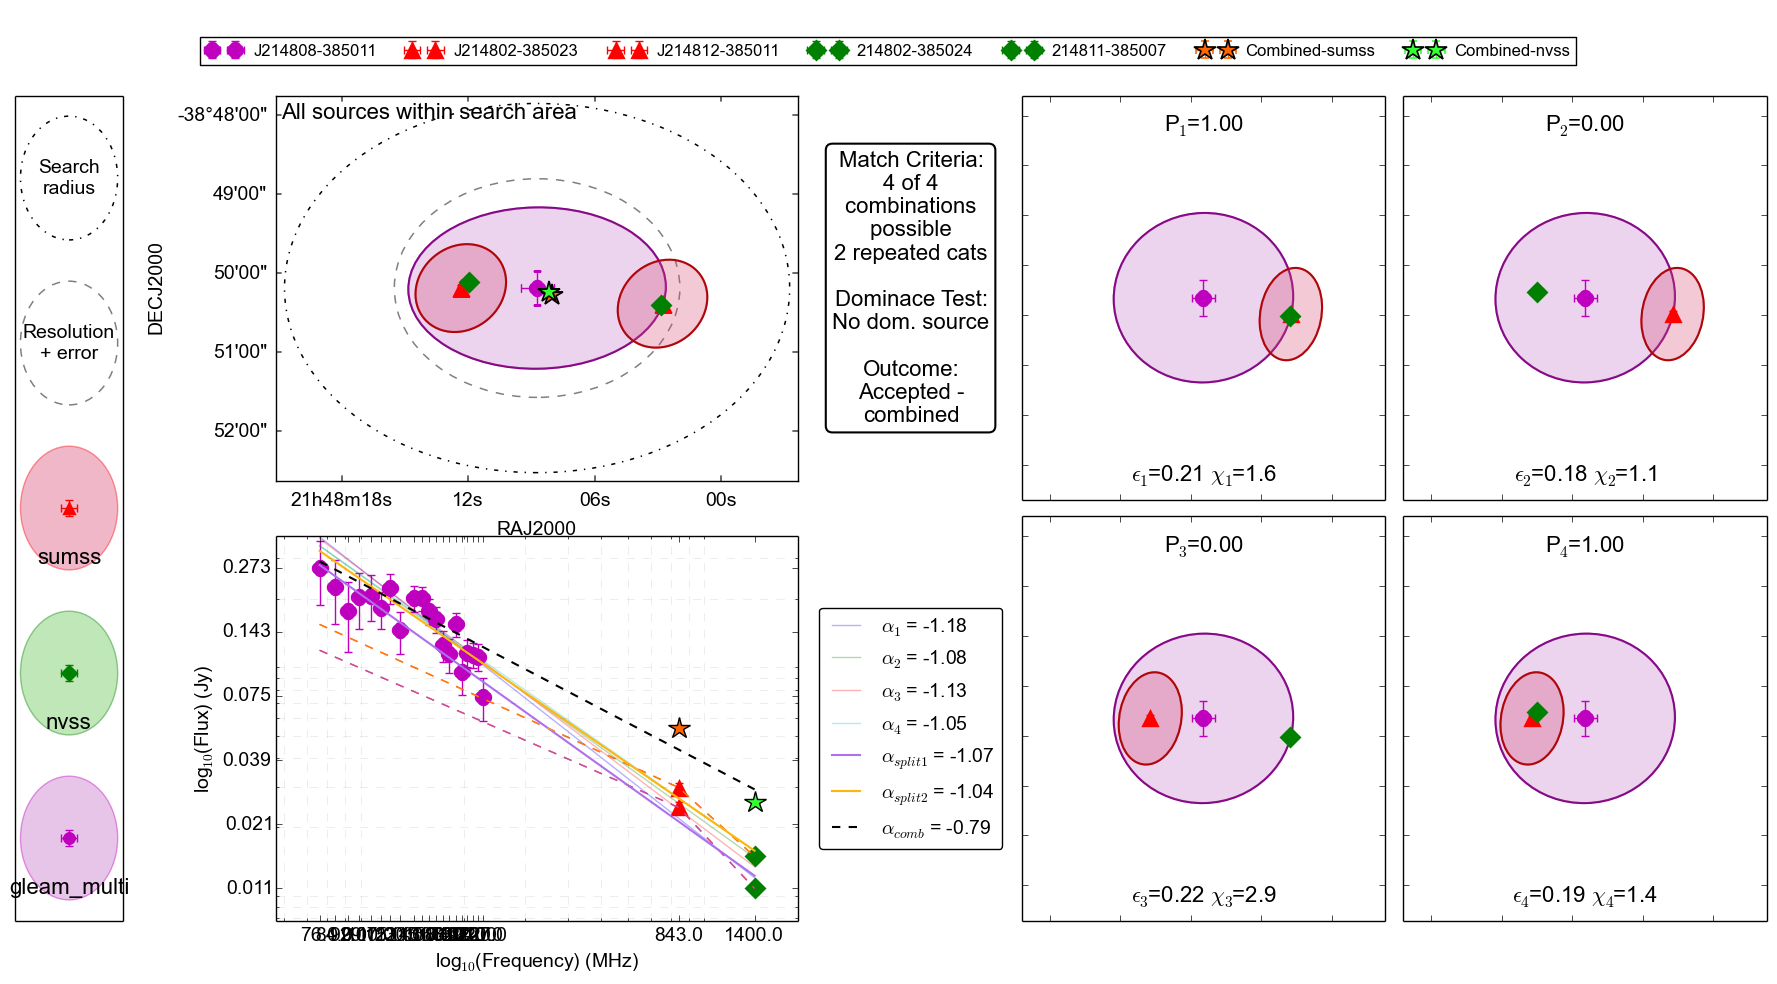 J214808-385011 J214802-385023 J214812-385011 214802-385024 214811-385007 Combined-sumss Combined-nvss
Search
radius
Resolution
+ error
sumss
nvss
gleam_multi
All sources within search area
-38°48'00"
49'00"
50'00"
51'00"
52'00"
DECJ2000
21h48m18s 12s 06s 00s
RAJ2000
Match Criteria:
4 of 4
combinations
possible
2 repeated cats
Dominace Test:
No dom. source
Outcome:
Accepted -
combined
P1=1.00
ϵ1=0.21 χ1=1.6
P2=0.00
ϵ2=0.18 χ2=1.1
P3=0.00
ϵ3=0.22 χ3=2.9
P4=1.00
ϵ4=0.19 χ4=1.4
0.273
0.143
0.075
0.039
0.021
0.011
log10(Flux) (Jy)
843.0 1400.0
log10(Frequency) (MHz)
α1 = -1.18
α2 = -1.08
α3 = -1.13
α4 = -1.05
αsplit1 = -1.07
αsplit2 = -1.04
αcomb = -0.79